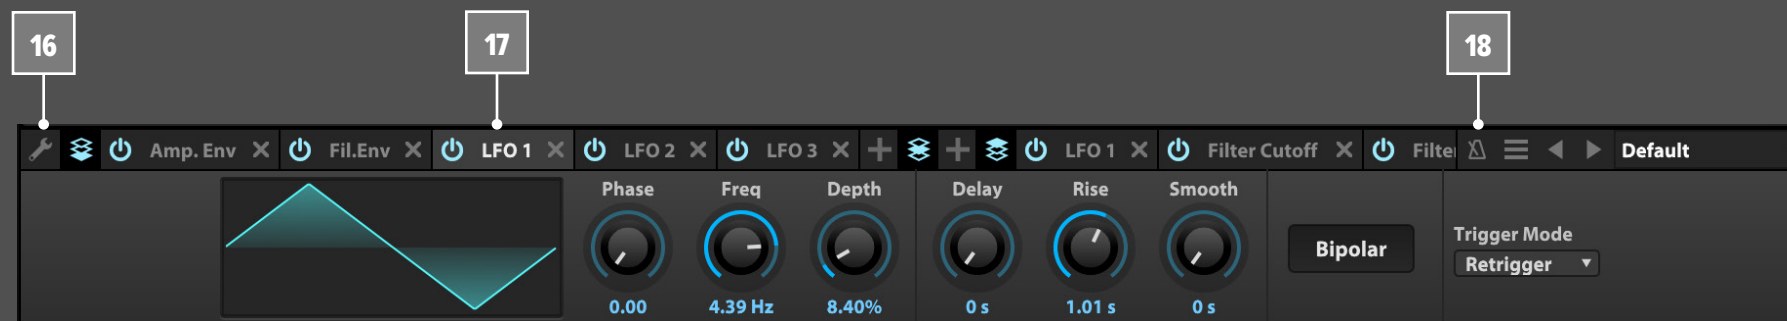 16 17 18
Amp. Env Fil.Env LFO 1 LFO 2 LFO 3 LFO 1 Filter Cutoff Filte Default
Phase Freq Depth Delay Rise Smooth
Trigger Mode
Bipolar
Retrigger
0.00 4.39 Hz 8.40% 0 s 1.01 s 0 s